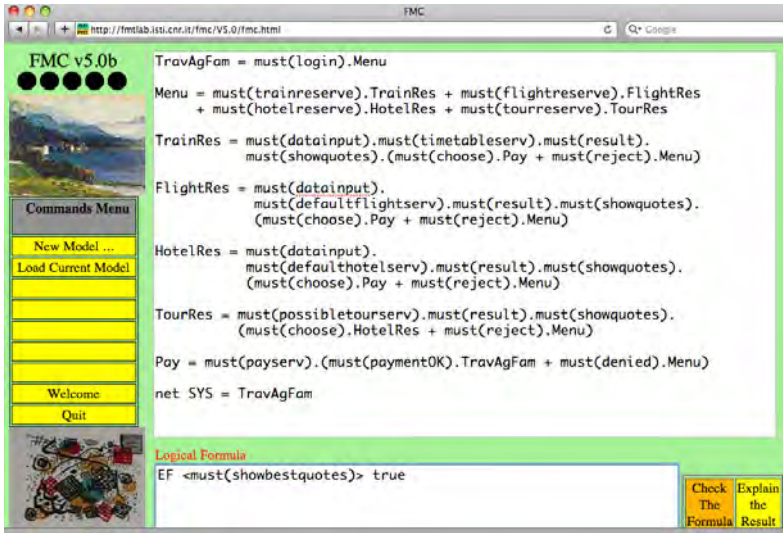 FMC
http://fmtlab.isti.cnr.it/fmc/V5.0/fmc.html
Google
FMC v5.0b
Commands Menu
New Model ...
Load Current Model
Welcome
Quit
TravAgFam = must(login).Menu
Menu = must(trainreserve).TrainRes + must(flightreserve).FlightRes
+ must(hotelreserve).HotelRes + must(tourreserve).TourRes
TrainRes = must(datainput).must(timetableserv).must(result).
must(showquotes).(must(choose).Pay + must(reject).Menu)
FlightRes = must(datainput).
must(defaultflightserv).must(result).must(showquotes).
(must(choose).Pay + must(reject).Menu)
HotelRes = must(datainput).
must(defaulthotelserv).must(result).must(showquotes).
(must(choose).Pay + must(reject).Menu)
TourRes = must(possibletourserv).must(result).must(showquotes).
(must(choose).HotelRes + must(reject).Menu)
Pay = must(payserv).(must(paymentOK).TravAgFam + must(denied).Menu)
net SYS = TravAgFam
Logical Formula
EF <must(showbestquotes)> true
Check
The
Formula
Explain
the
Result